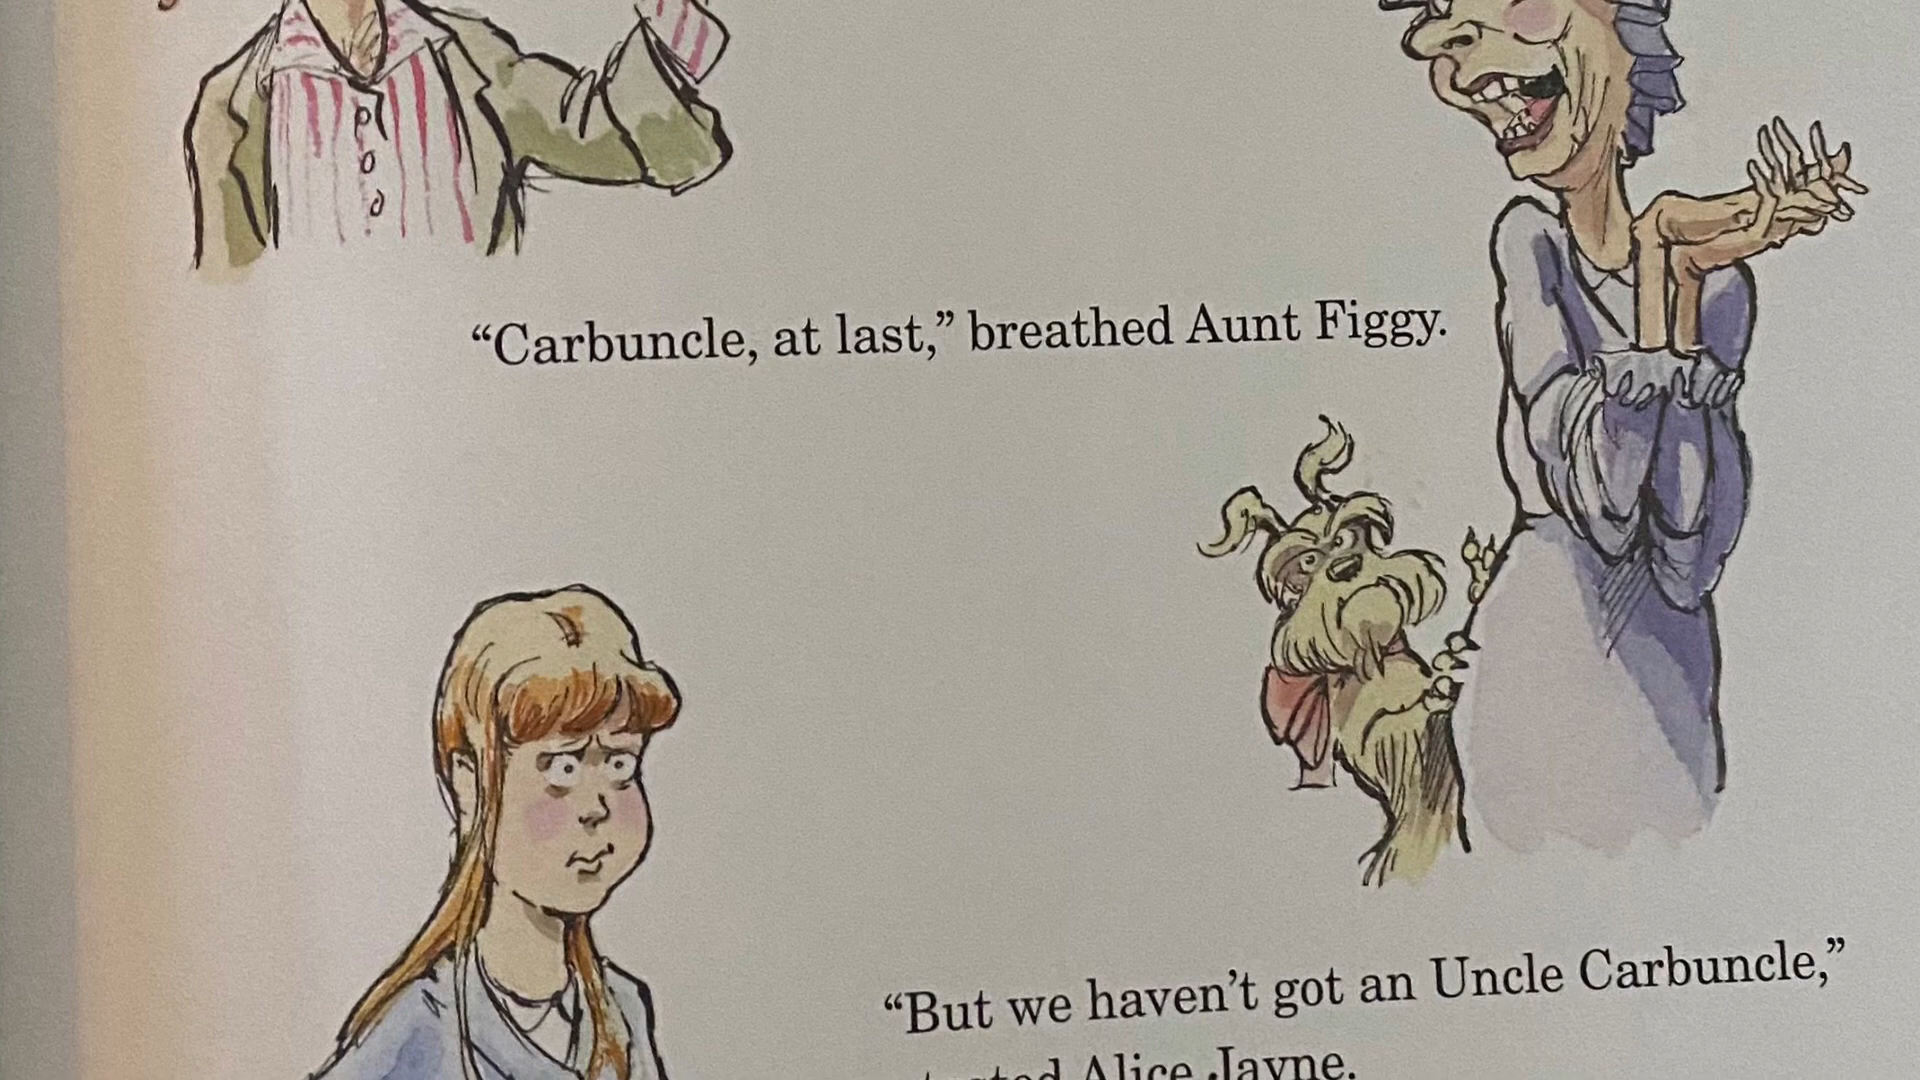 “Carbuncle, at last,” breathed Aunt Figgy.
“But we haven’t got an Uncle Carbuncle,”
Alice Jayne.